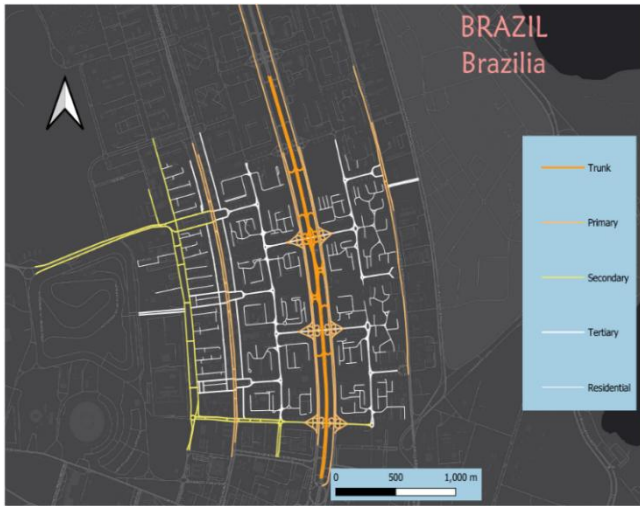 BRAZIL
Brazilia
Trunk
Primary
Secondary
Tertiary
Residential
0 500 1,000 m